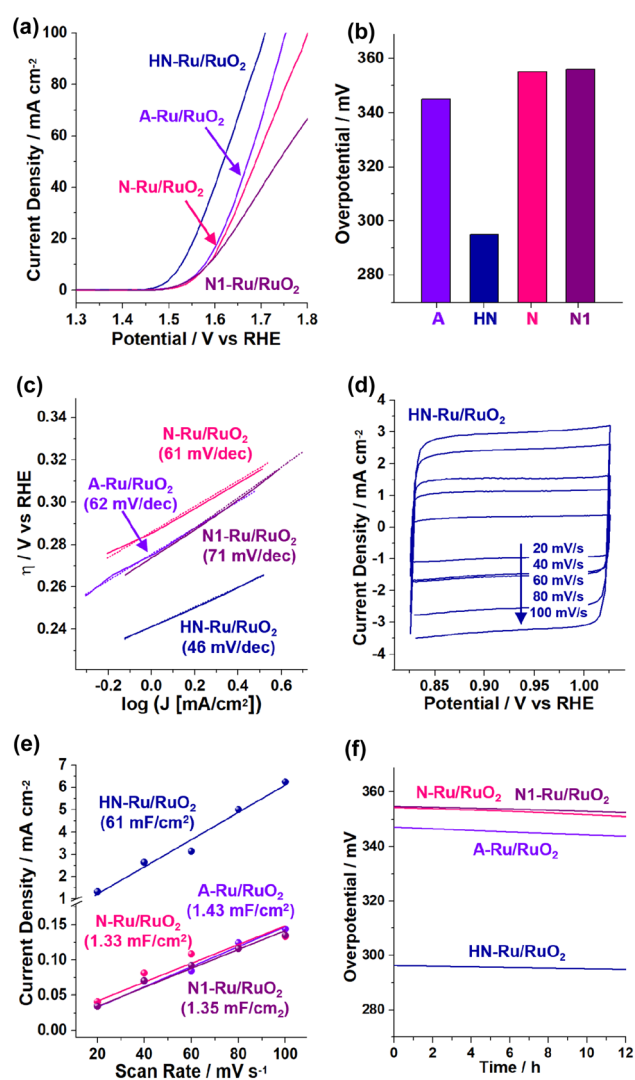 (a)
100
80
60
40
20
0
Current Density / mA cm-2
HN-Ru/RuO2
A-Ru/RuO2
N-Ru/RuO2
N1-Ru/RuO2
1.3 1.4 1.5 1.6 1.7 1.8
Potential / V vs RHE
(b)
360
340
320
300
280
Overpotential / mV
A HN N N1
(c)
0.34
0.32
0.30
0.28
0.26
0.24
η / V vs RHE
N-Ru/RuO2
(61 mV/dec)
A-Ru/RuO2
(62 mV/dec)
N1-Ru/RuO2
(71 mV/dec)
HN-Ru/RuO2
(46 mV/dec)
-0.2 0.0 0.2 0.4 0.6
log (J [mA/cm2])
(d)
4
3
2
1
0
-1
-2
-3
-4
Current Density / mA cm-2
HN-Ru/RuO2
20 mV/s
40 mV/s
60 mV/s
80 mV/s
100 mV/s
0.85 0.90 0.95 1.00
Potential / V vs RHE
(e)
7
6
5
4
3
2
1
0.15
0.10
0.05
0.00
Current Density / mA cm-2
HN-Ru/RuO2
(61 mF/cm2)
A-Ru/RuO2
(1.43 mF/cm2)
N-Ru/RuO2
(1.33 mF/cm2)
N1-Ru/RuO2
(1.35 mF/cm2)
20 40 60 80 100
Scan Rate / mV s-1
(f)
360
340
320
300
280
Overpotential / mV
N-Ru/RuO2
N1-Ru/RuO2
A-Ru/RuO2
HN-Ru/RuO2
0 2 4 6 8 10 12
Time / h